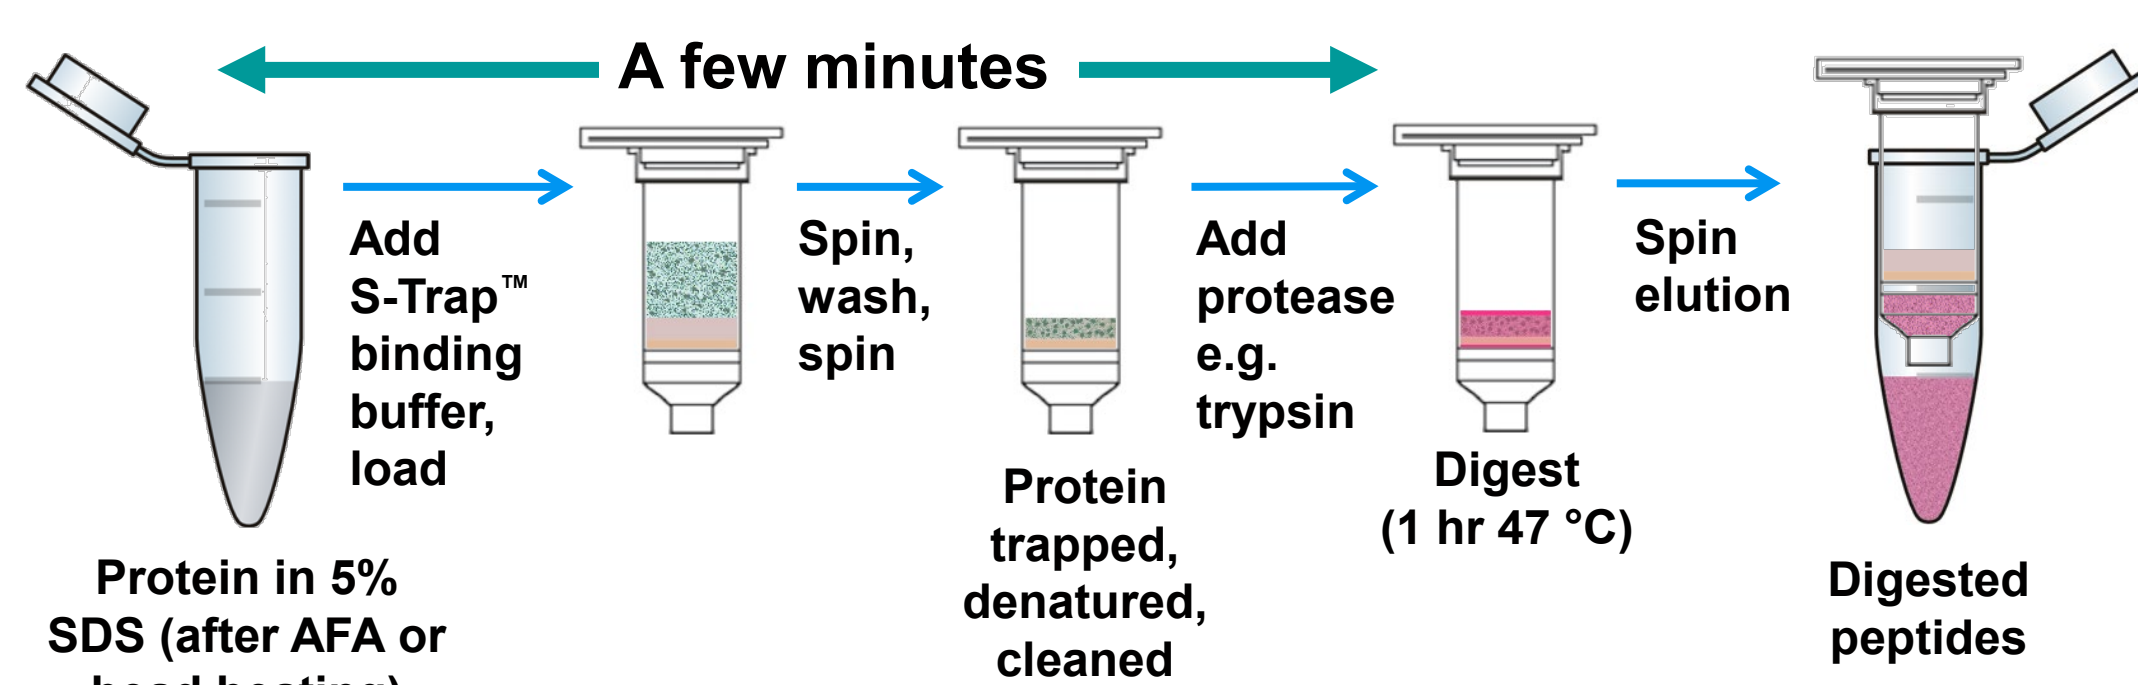 A few minutes
Add
S-Trap™
binding
buffer,
load
Spin,
wash,
spin
Add
protease
e.g.
trypsin
Spin
elution
Protein in 5%
SDS (after AFA or
Protein
trapped,
denatured,
cleaned
Digest
(1 hr 47 °C)
Digested
peptides